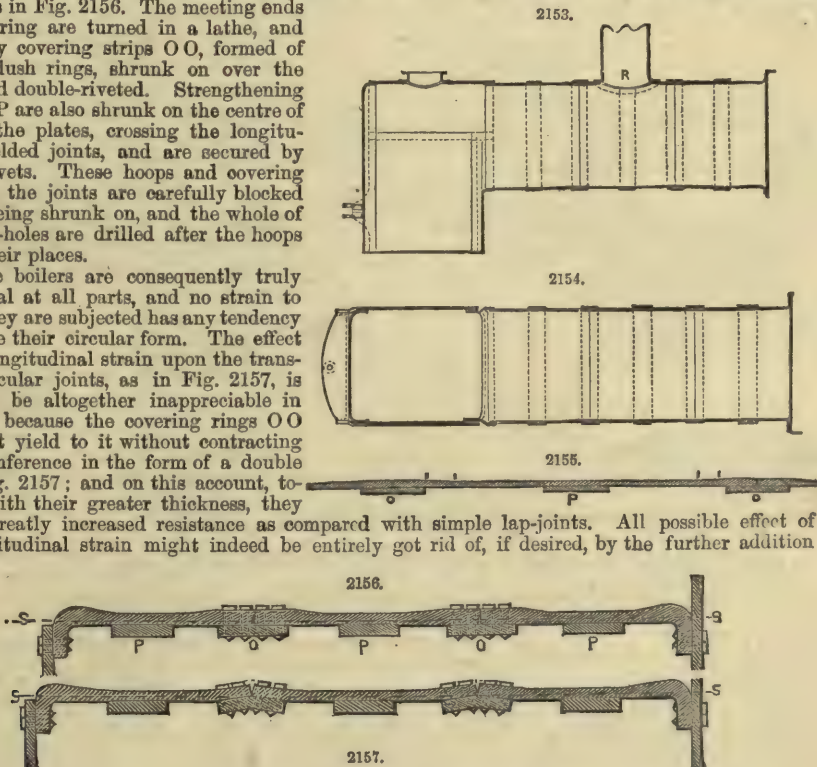 s in Fig. 2156. The meeting ends
ring are turned in a lathe, and
y covering strips O O, formed of
lush rings, shrunk on over the
d double-riveted. Strengthening
P are also shrunk on the centre of
the plates, crossing the longitu-
lded joints, and are secured by
vets. These hoops and covering
the joints are carefully blocked
eing shrunk on, and the whole of
-holes are drilled after the hoops
eir places.
e boilers are consequently truly
al at all parts, and no strain to
ey are subjected has any tendency
e their circular form. The effect
ongitudinal strain upon the trans-
cular joints, as in Fig. 2157, is
be altogether inappreciable in
because the covering rings O O
t yield to it without contracting
nference in the form of a double
g. 2157; and on this account, to-
ith their greater thickness, they
reatly increased resistance as compared with simple lap-joints. All possible effect of
itudinal strain might indeed be entirely got rid of, if desired, by the further addition
2153.
R
2154.
2155.
O P O
2156.
S S
P O P O P
S S
2157.